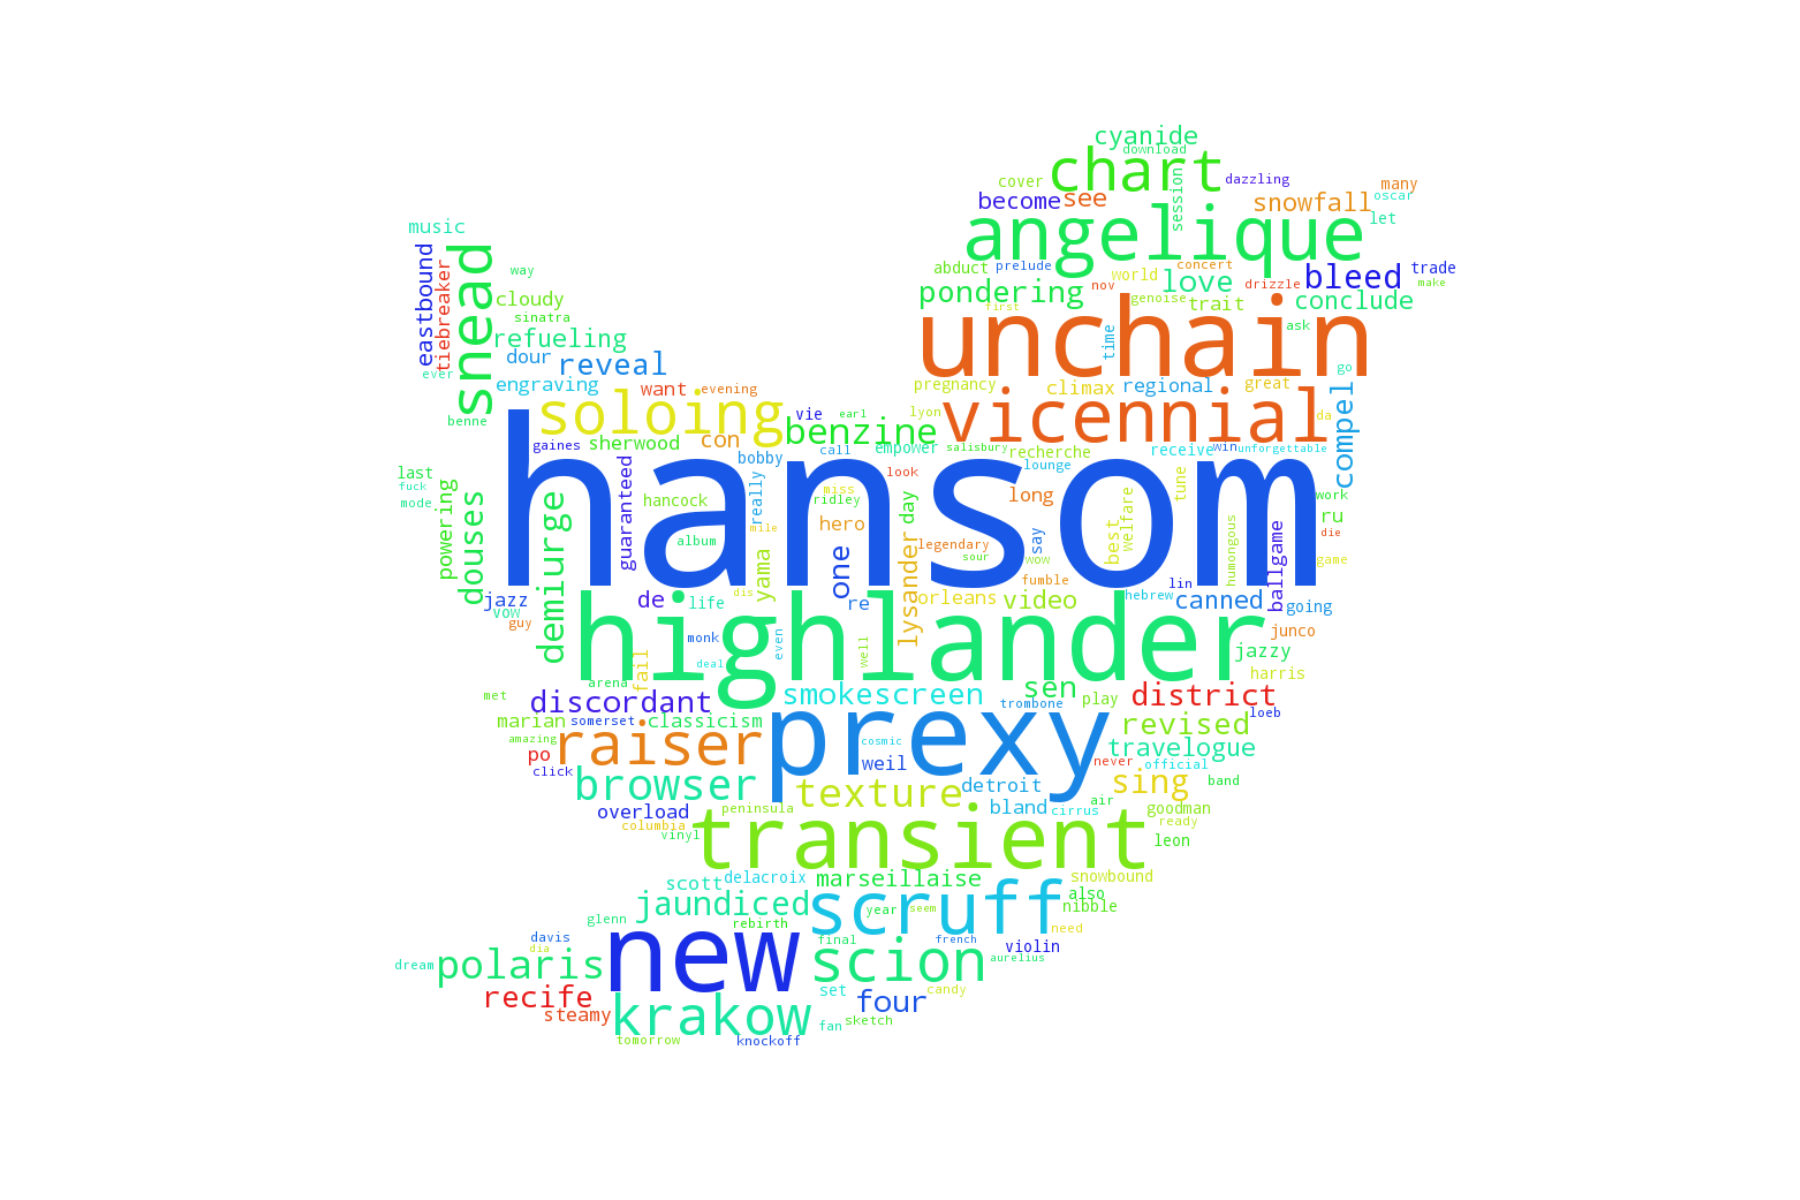 cyanide
download
chart
cover
dazzling
many
become
see
session
snowfall
oscar
music
angelique
let
eastbound
tiebreaker
snead
way
abduct
prelude
world
concert
love
drizzle
bleed
trade
make
cloudy
pondering
nov
genoise
trait
conclude
sinatra
first
unchain
ask
refueling
time
dour
reveal
ever
engraving
want
evening
pregnancy
climax
regional
great
go
compel
benne
soloing
vie
earl
lyon
vicennial
da
gaines
sherwood
con
benzine
call
empower
salisbury
recherche
receive
win
unforgettable
last
fuck
mode
powering
douses
demiurge
guaranteed
hansom
bobby
really
look
lounge
hancock
miss
ridley
long
tune
work
hero
mile
day
best
welfare
humongous
ru
album
legendary
say
die
ballgame
yama
one
sour
wow
game
fumble
lin
jazz
vow
de
life
dis
re
lysander
orleans
video
hebrew
canned
going
guy
highlander
monk
even
well
junco
jazzy
deal
fail
harris
arena
met
discordant
smokescreen
sen
play
district
trombone
marian
somerset
classicism
revised
loeb
amazing
raiser
prexy
cosmic
travelogue
po
click
weil
never
official
browser
texture
detroit
sing
band
overload
peninsula
bland
cirrus
air
goodman
columbia
vinyl
transient
ready
leon
scott
delacroix
marseillaise
snowbound
jaundiced
scruff
also
nibble
glenn
rebirth
year
seem
need
davis
dia
new
final
french
violin
dream
polaris
scion
aurelius
recife
set
four
candy
steamy
krakow
fan
sketch
tomorrow
knockoff